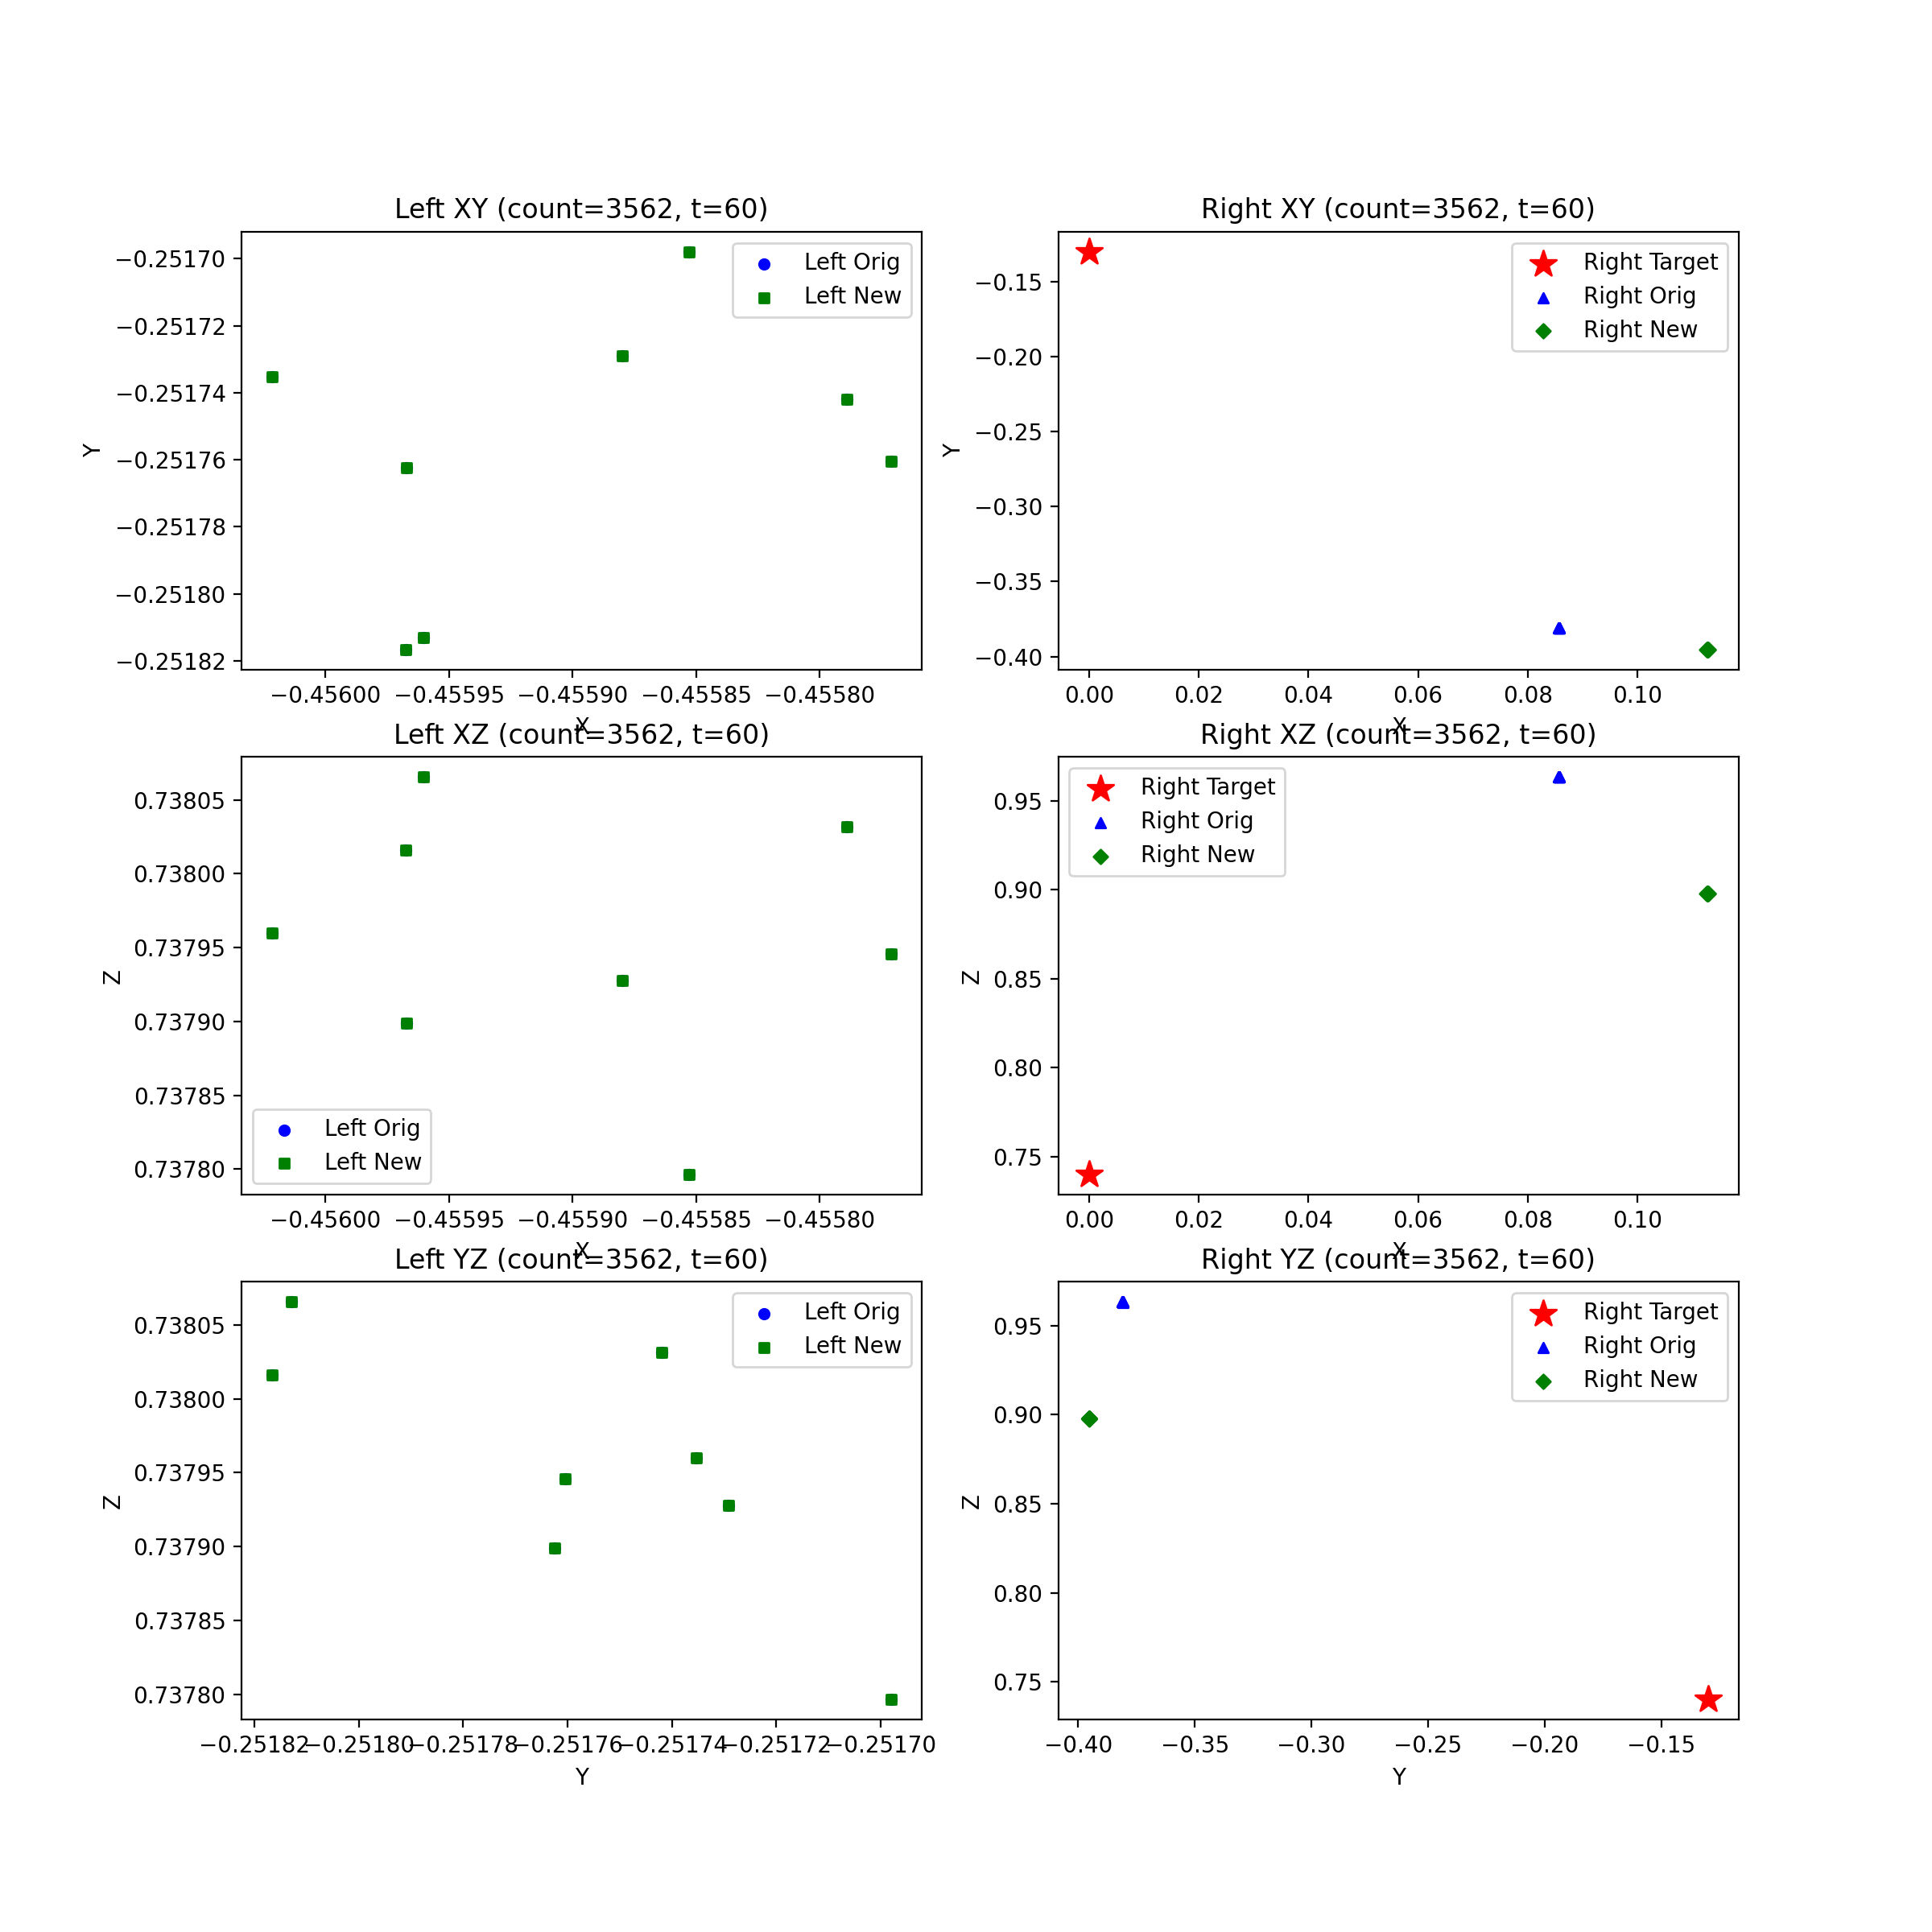 Left XY (count=3562, t=60)
Right XY (count=3562, t=60)
−0.25170
−0.25172
−0.25174
−0.25176
−0.25178
−0.25180
−0.25182
Y
Left Orig
Left New
−0.45600
−0.45595
−0.45590
−0.45585
−0.45580
X
−0.15
−0.20
−0.25
−0.30
−0.35
−0.40
Y
Right Target
Right Orig
Right New
0.00
0.02
0.04
0.06
0.08
0.10
X
Left XZ (count=3562, t=60)
Right XZ (count=3562, t=60)
0.73805
0.73800
0.73795
0.73790
0.73785
0.73780
Z
Left Orig
Left New
−0.45600
−0.45595
−0.45590
−0.45585
−0.45580
X
0.95
0.90
0.85
0.80
0.75
Z
Right Target
Right Orig
Right New
0.00
0.02
0.04
0.06
0.08
0.10
X
Left YZ (count=3562, t=60)
Right YZ (count=3562, t=60)
0.73805
0.73800
0.73795
0.73790
0.73785
0.73780
Z
Left Orig
Left New
−0.25182
−0.25180
−0.25178
−0.25176
−0.25174
−0.25172
−0.25170
Y
0.95
0.90
0.85
0.80
0.75
Z
Right Target
Right Orig
Right New
−0.40
−0.35
−0.30
−0.25
−0.20
−0.15
Y